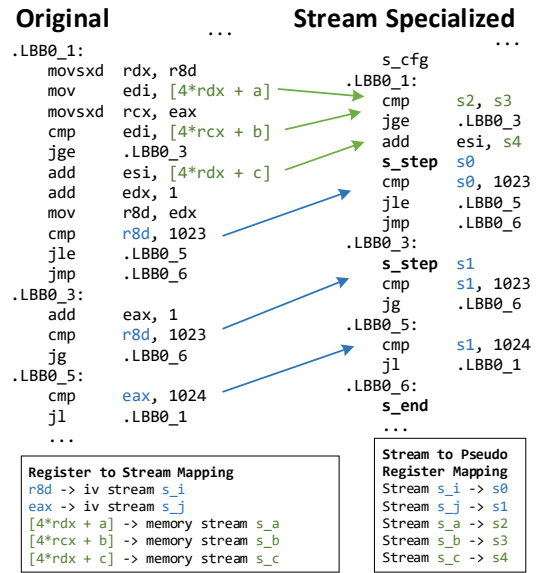 Original
...
.LBB0_1:
movsxd rdx, r8d
mov edi, [4*rdx + a]
movsxd rcx, eax
cmp edi, [4*rcx + b]
jge .LBB0_3
add esi, [4*rdx + c]
add edx, 1
mov r8d, edx
cmp r8d, 1023
jle .LBB0_5
jmp .LBB0_6
.LBB0_3:
add eax, 1
cmp r8d, 1023
jg .LBB0_6
.LBB0_5:
cmp eax, 1024
jl .LBB0_1
...
Register to Stream Mapping
r8d -> iv stream s_i
eax -> iv stream s_j
[4*rdx + a] -> memory stream s_a
[4*rcx + b] -> memory stream s_b
[4*rdx + c] -> memory stream s_c
Stream Specialized
...
s_cfg
.LBB0_1:
cmp s2, s3
jge .LBB0_3
add esi, s4
s_step s0
cmp s0, 1023
jle .LBB0_5
jmp .LBB0_6
.LBB0_3:
s_step s1
cmp s1, 1023
jg .LBB0_6
.LBB0_5:
cmp s1, 1024
jl .LBB0_1
.LBB0_6:
s_end
...
Stream to Pseudo
Register Mapping
Stream s_i -> s0
Stream s_j -> s1
Stream s_a -> s2
Stream s_b -> s3
Stream s_c -> s4